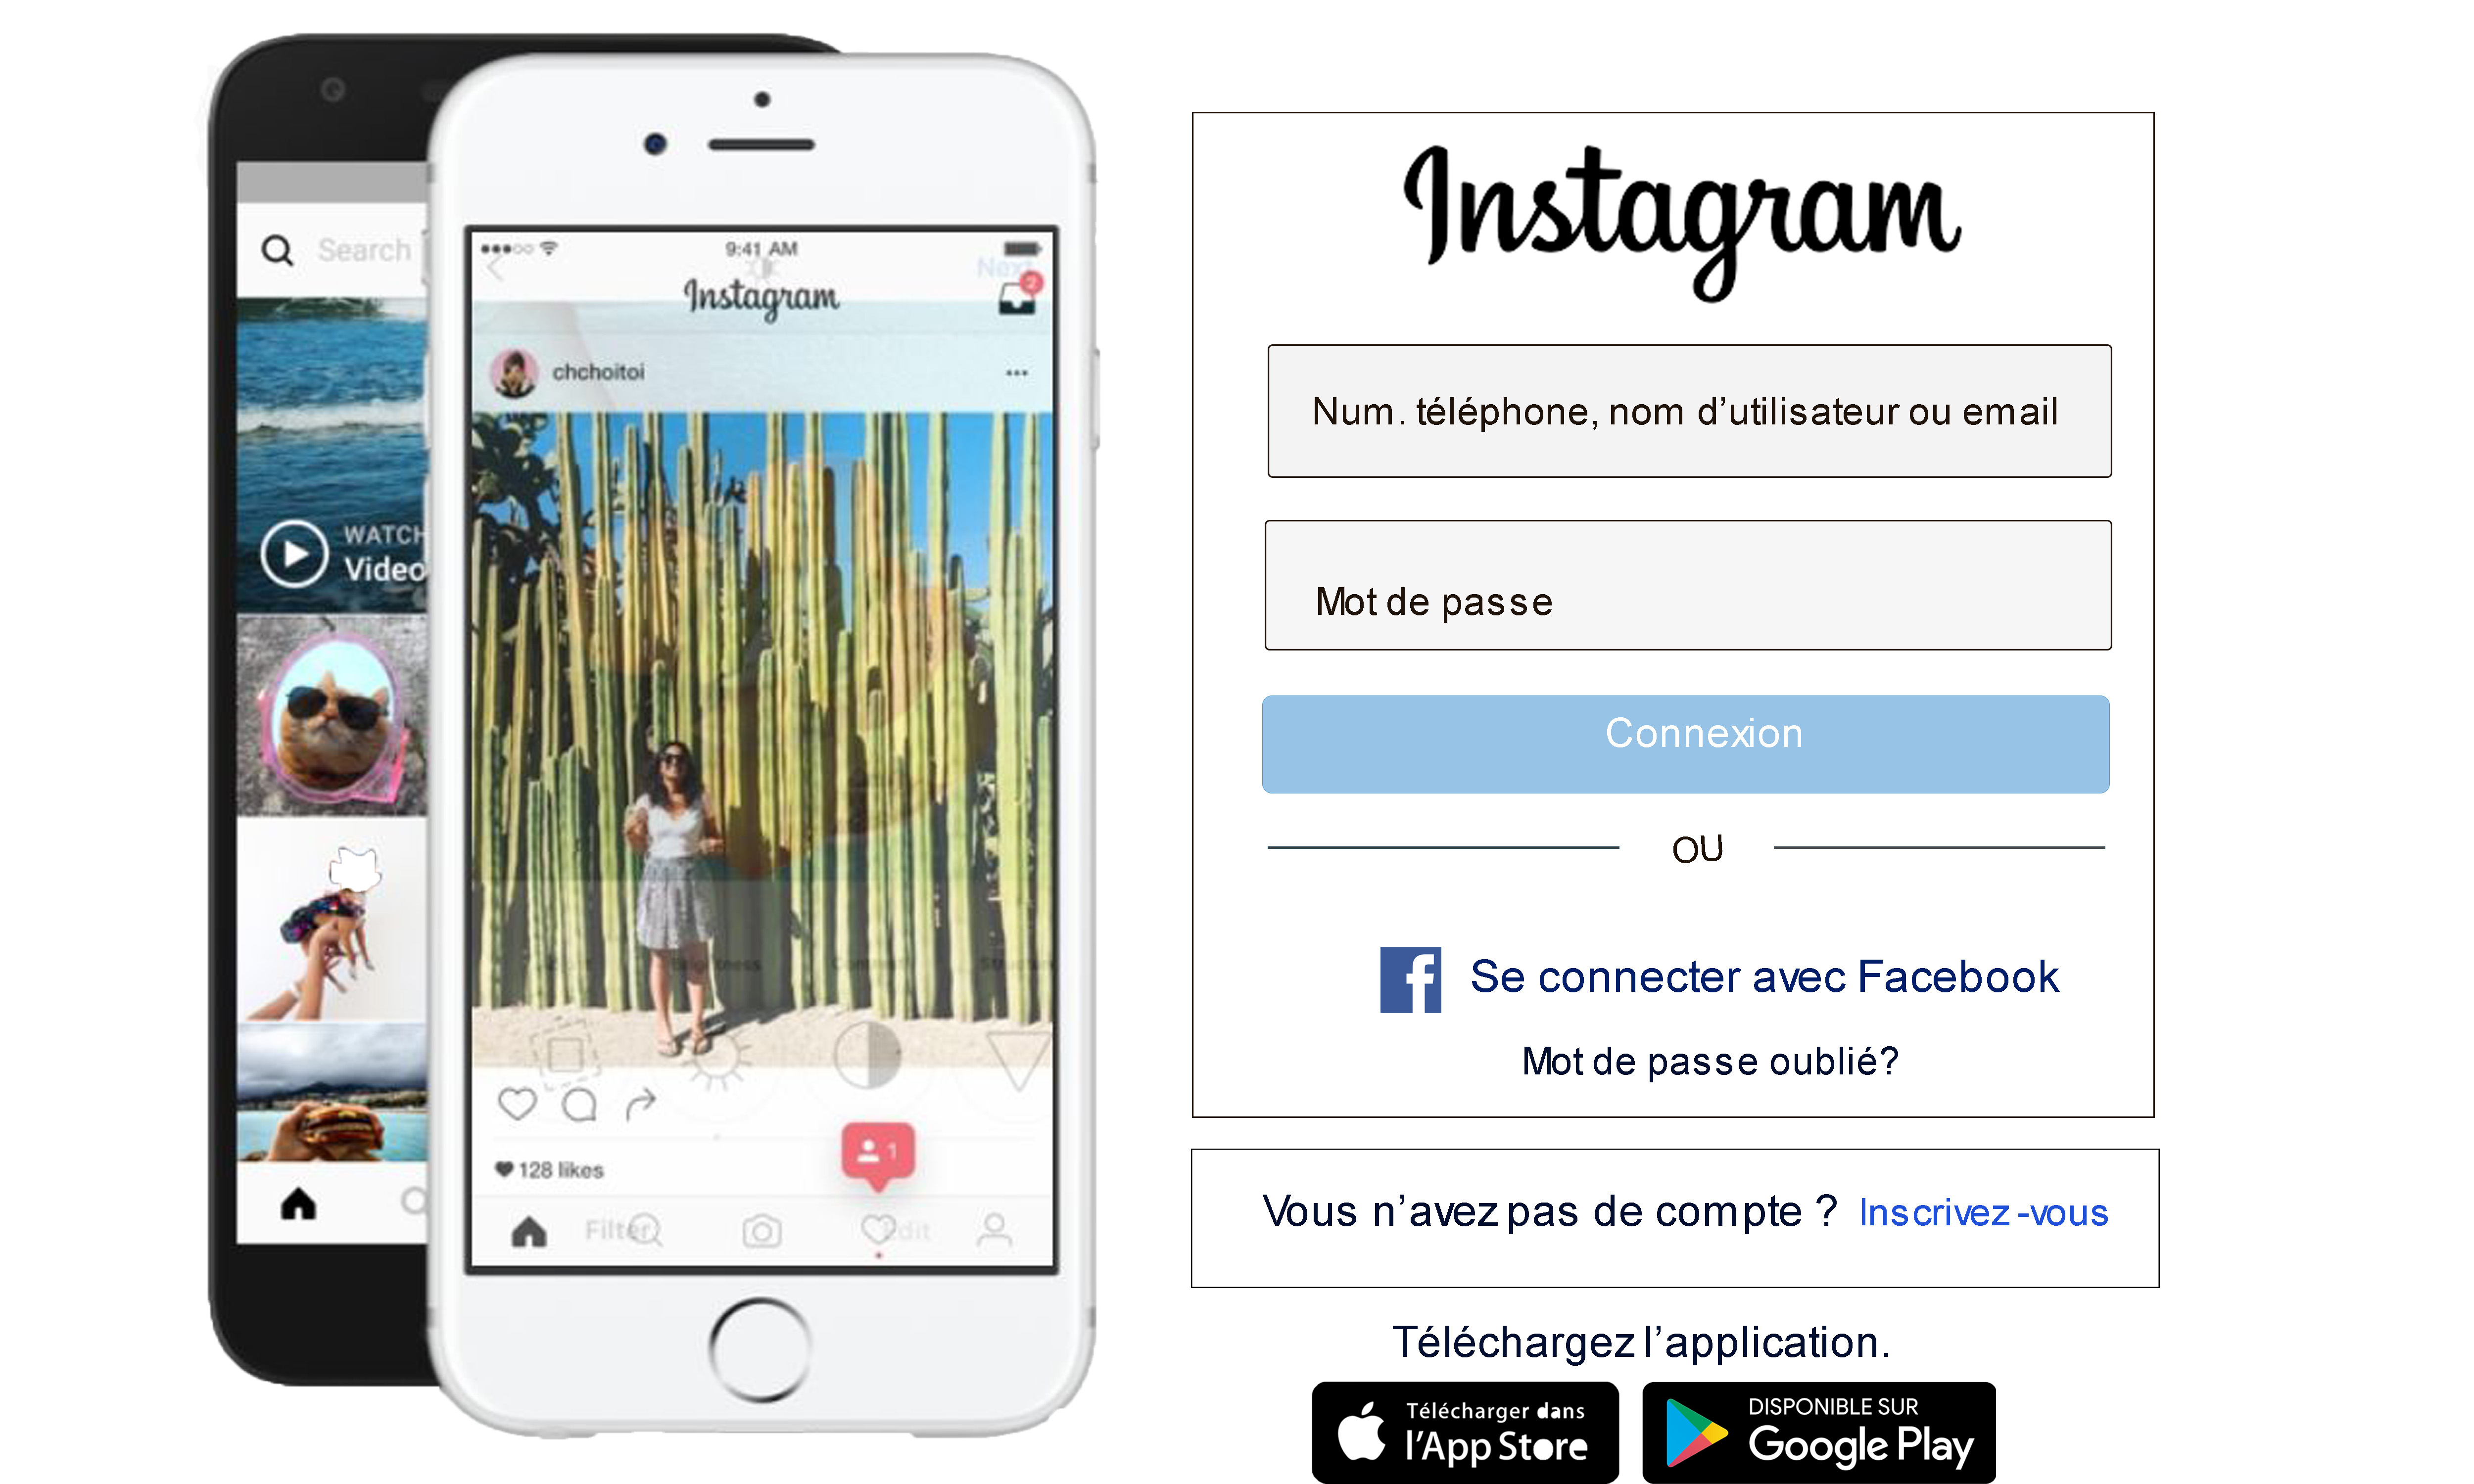 Search
WATCH
Video
9:41 AM
Next
2
Instagram
chchoitoi
128 likes
1
Filter
Edit
Instagram
Num. téléphone, nom d’utilisateur ou email
Mot de passe
Connexion
OU
Se connecter avec Facebook
Mot de passe oublié?
Vous n’avez pas de compte ? Inscrivez-vous
Téléchargez l’application.
Télécharger dans
l’App Store
DISPONIBLE SUR
Google Play